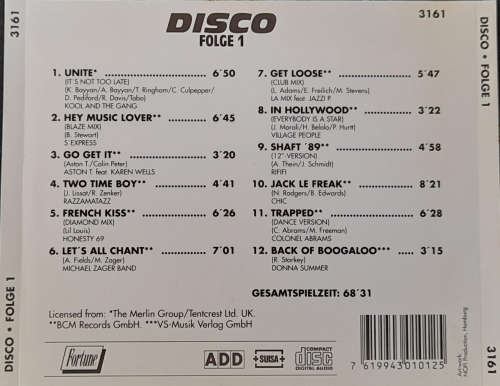 3161
DISCO • FOLGE 1
DISCO
FOLGE 1
3161
1. UNITE* 6´50
(IT´S NOT TOO LATE)
(K. Bayyan/A. Bayyan/T. Ringham/C. Culpepper/
D. Pediford/R. Davis/Tabo)
KOOL AND THE GANG
2. HEY MUSIC LOVER** 6´45
(BLAZE MIX)
(B. Stewart)
S´EXPRESS
3. GO GET IT** 3´20
(Aston T./Colin Peter)
ASTON T. feat. KAREN WELLS
4. TWO TIME BOY** 4´41
(J. Lissat/R. Zenker)
RAZZAMATAZZ
5. FRENCH KISS** 6´26
(DIAMOND MIX)
(Lil Louis)
HONESTY 69
6. LET´S ALL CHANT** 7´01
(A. Fields/M. Zager)
MICHAEL ZAGER BAND
7. GET LOOSE** 5´47
(CLUB MIX)
(L. Adams/E. Freilich/M. Stevens)
LA MIX feat. JAZZI P.
8. IN HOLLYWOOD** 3´22
(EVERYBODY IS A STAR)
(J. Morali/H. Belolo/P. Hurtt)
VILLAGE PEOPLE
9. SHAFT ´89** 4´58
(12"-VERSION)
(A. Thein/J. Schmidt)
RIFIFI
10. JACK LE FREAK** 8´21
(N. Rodgers/B. Edwards)
CHIC
11. TRAPPED** 6´28
(DANCE VERSION)
(C. Abrams/M. Freeman)
COLONEL ABRAMS
12. BACK OF BOOGALOO*** 3´15
(R. Starkey)
DONNA SUMMER
GESAMTSPIELZEIT: 68´31
Licensed from: *The Merlin Group/Tentcrest Ltd. UK.
**BCM Records GmbH. ***VS-Musik Verlag GmbH
Fortune
ADD
+SUISA+
COMPACT
disc
DIGITAL AUDIO
7 619943 010125
Artwork:
NOR Production, Hamburg
DISCO • FOLGE 1
3161